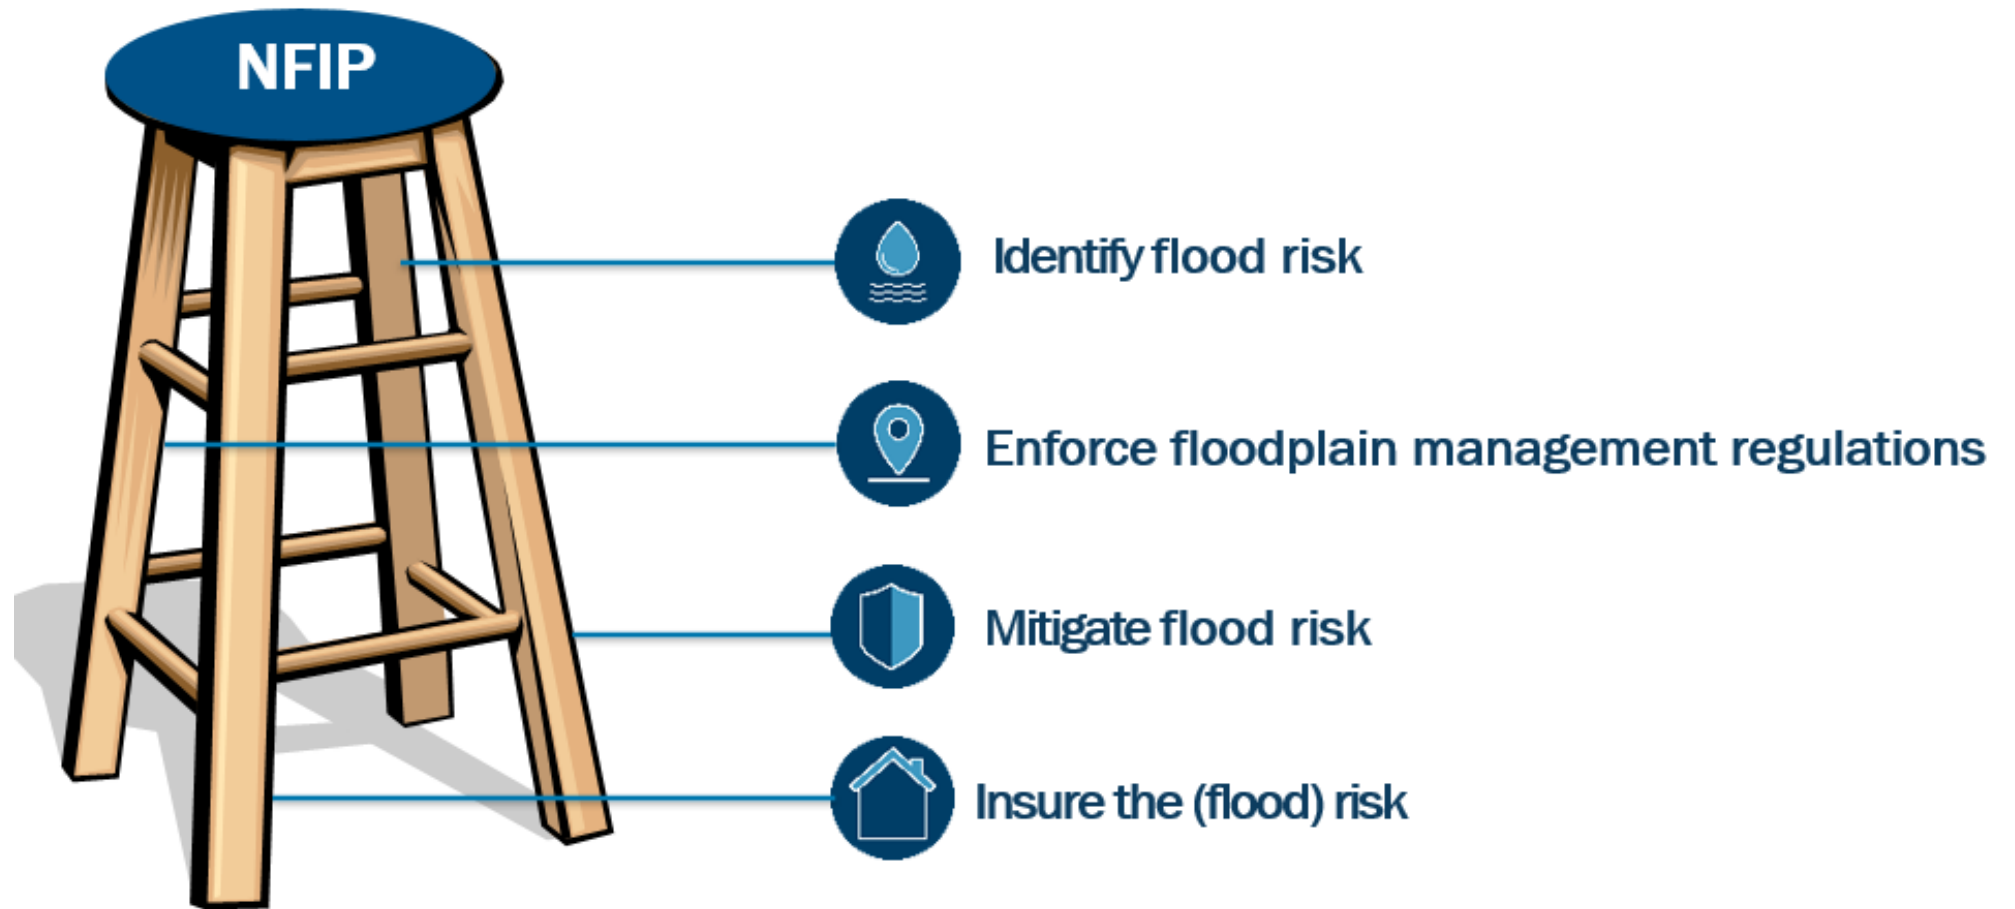 NFIP
Identify flood risk
Enforce floodplain management regulations
Mitigate flood risk
Insure the (flood) risk